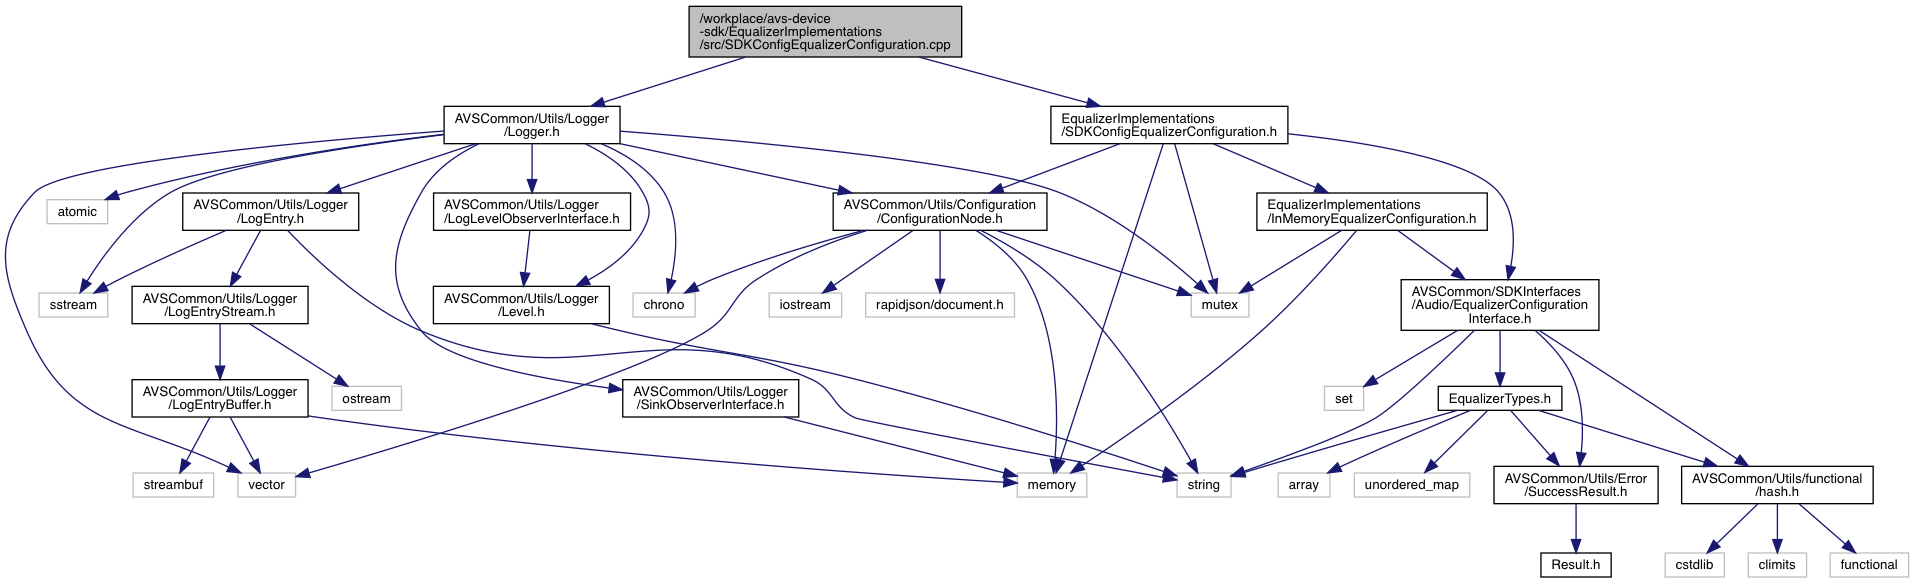 /workplace/avs-device
-sdk/EqualizerImplementations
/src/SDKConfigEqualizerConfiguration.cpp
AVSCommon/Utils/Logger
/Logger.h
EqualizerImplementations
/SDKConfigEqualizerConfiguration.h
atomic
AVSCommon/Utils/Logger
/LogEntry.h
AVSCommon/Utils/Logger
/LogLevelObserverInterface.h
AVSCommon/Utils/Configuration
/ConfigurationNode.h
EqualizerImplementations
/InMemoryEqualizerConfiguration.h
sstream
AVSCommon/Utils/Logger
/LogEntryStream.h
AVSCommon/Utils/Logger
/Level.h
chrono
iostream
rapidjson/document.h
mutex
AVSCommon/SDKInterfaces
/Audio/EqualizerConfiguration
Interface.h
AVSCommon/Utils/Logger
/LogEntryBuffer.h
ostream
AVSCommon/Utils/Logger
/SinkObserverInterface.h
set
EqualizerTypes.h
streambuf
vector
memory
string
array
unordered_map
AVSCommon/Utils/Error
/SuccessResult.h
AVSCommon/Utils/functional
/hash.h
Result.h
cstdlib
climits
functional